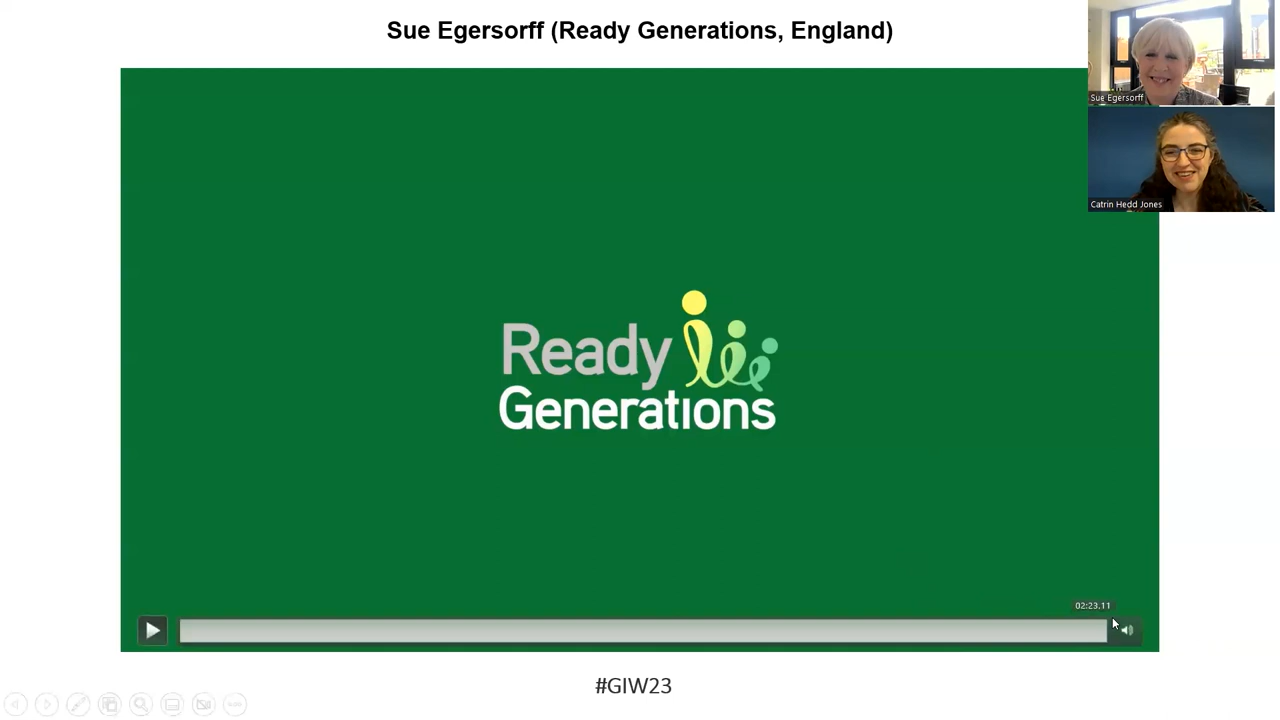 Sue Egersorff (Ready Generations, England)
Sue Egersorff
Catrin Hedd Jones
Ready
Generations
02:23.11
#GIW23